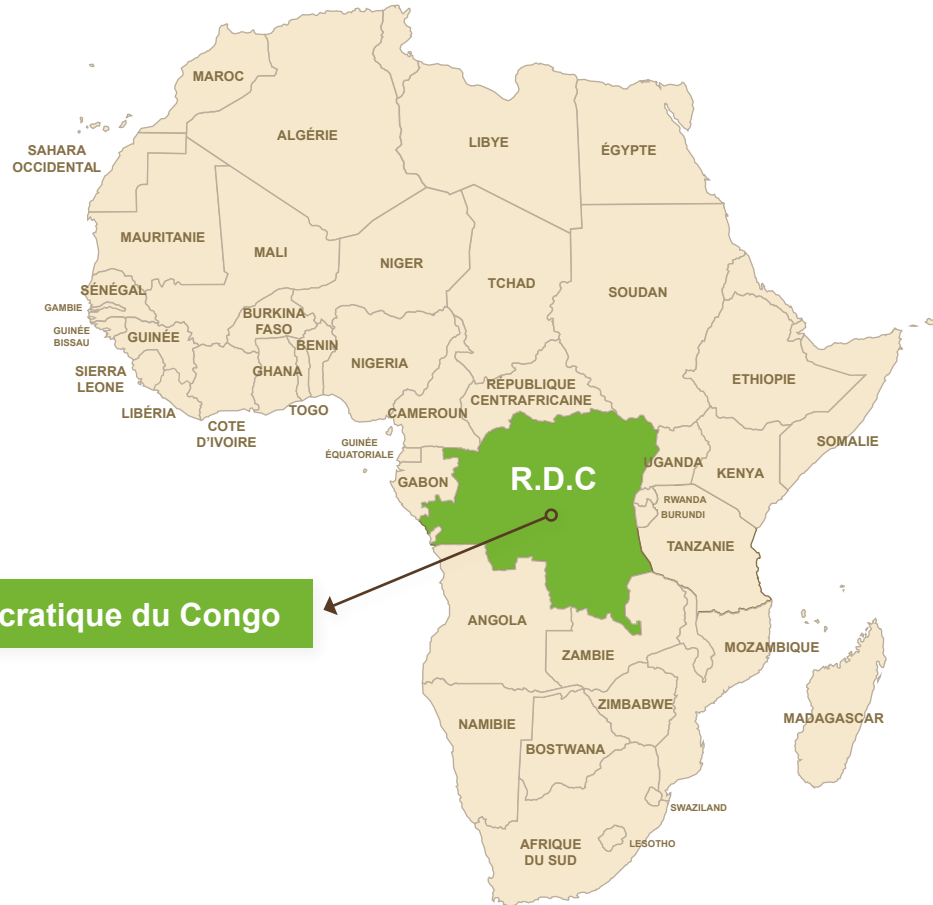 MAROC
ALGÉRIE
LIBYE
ÉGYPTE
SAHARA
OCCIDENTAL
MAURITANIE
MALI
NIGER
TCHAD
SOUDAN
SÉNÉGAL
GAMBIE
GUINÉE
BISSAU
GUINÉE
BURKINA
FASO
BENIN
NIGERIA
SIERRA
LEONE
GHANA
LIBÉRIA
COTE
D'IVOIRE
TOGO
CAMEROUN
RÉPUBLIQUE
CENTRAFRICAINE
ETHIOPIE
SOMALIE
GUINÉE
ÉQUATORIALE
GABON
R.D.C
UGANDA
KENYA
RWANDA
BURUNDI
TANZANIE
cratique du Congo
ANGOLA
ZAMBIE
MOZAMBIQUE
ZIMBABWE
MADAGASCAR
NAMIBIE
BOSTWANA
SWAZILAND
LESOTHO
AFRIQUE
DU SUD